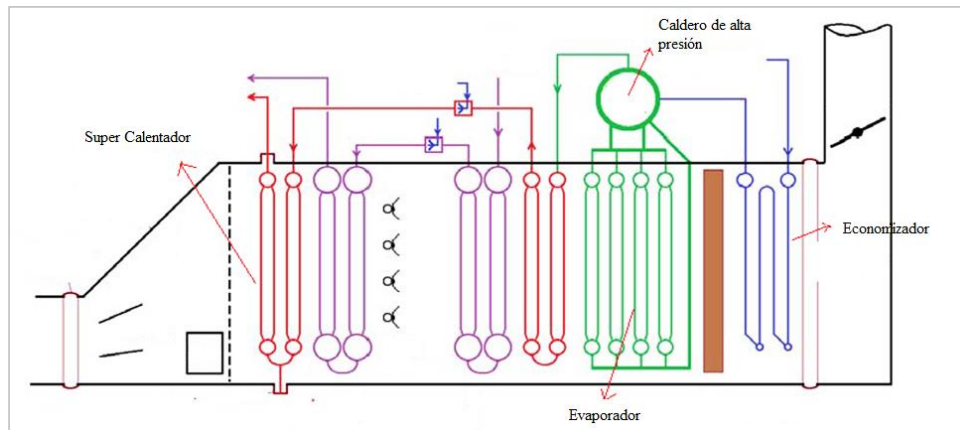 Caldero de alta
presión
Super Calentador
Economizador
Evaporador